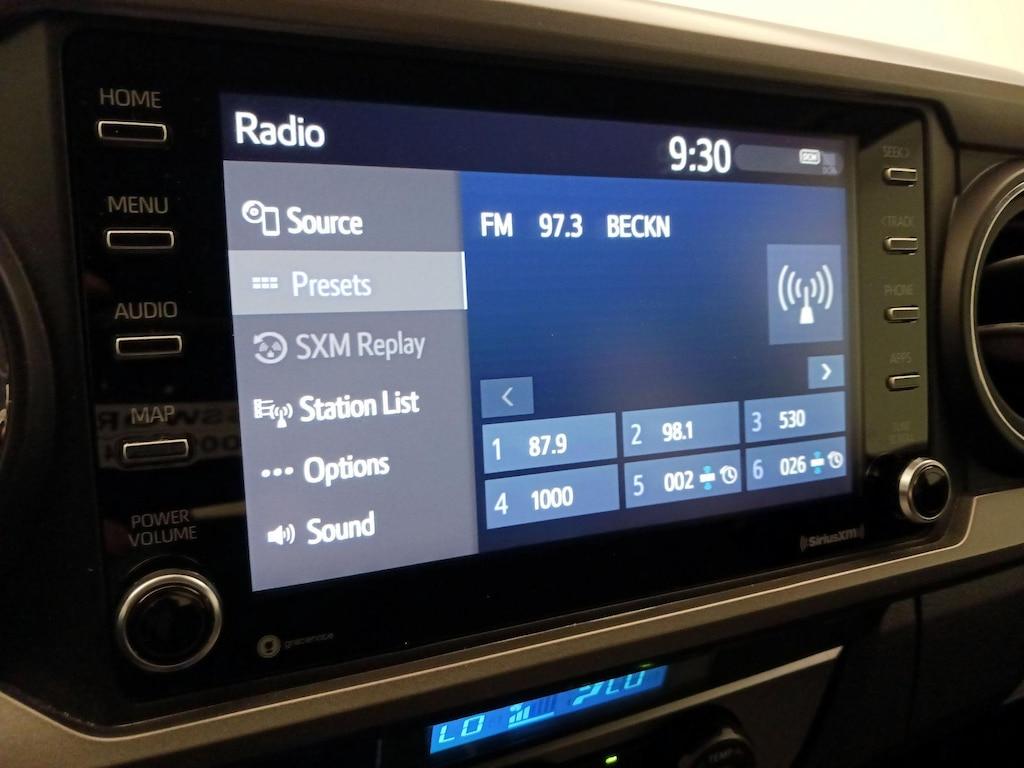 HOME
MENU
AUDIO
MAP
POWER
VOLUME
Radio
9:30
DCM
Source
Presets
SXM Replay
Station List
Options
Sound
FM 97.3 BECKN
<
>
1 87.9
2 98.1
3 530
4 1000
5 002
6 026
SEEK >
< TRACK
PHONE
APPS
SiriusXM
gracenote
LO
TEMP